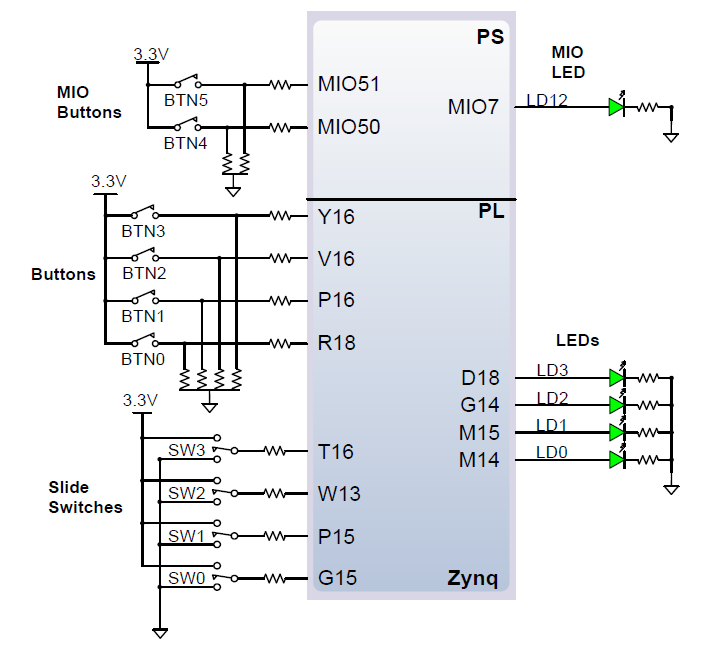 PS
3.3V
MIO
Buttons
BTN5
MIO51
BTN4
MIO50
MIO
LED
MIO7
LD12
PL
3.3V
Buttons
BTN3
Y16
BTN2
V16
BTN1
P16
BTN0
R18
LEDs
D18
LD3
G14
LD2
M15
LD1
M14
LD0
3.3V
Slide
Switches
SW3
T16
SW2
W13
SW1
P15
SW0
G15
Zynq